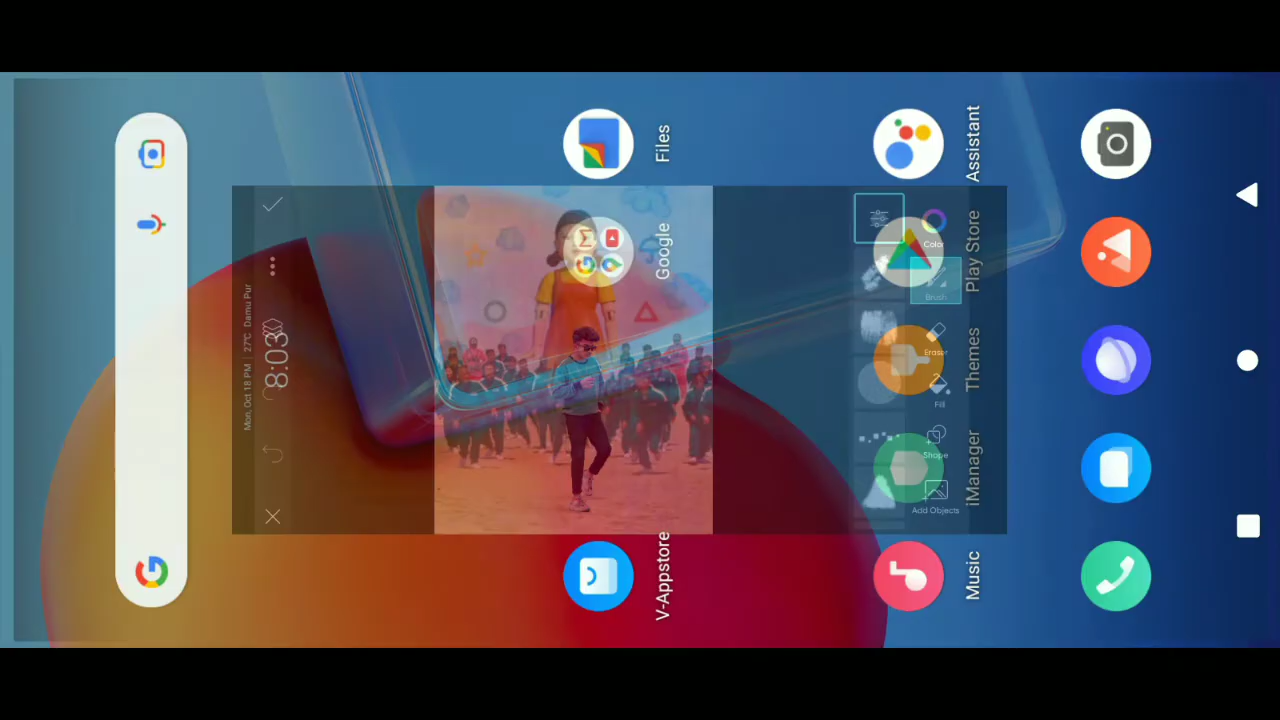 Mon, Oct 18 PM | 27°C Damu Pur
8:03
Files
Google
V-Appstore
Assistant
Play Store
Themes
iManager
Music
Color
Brush
Eraser
Fill
Shape
Add Objects